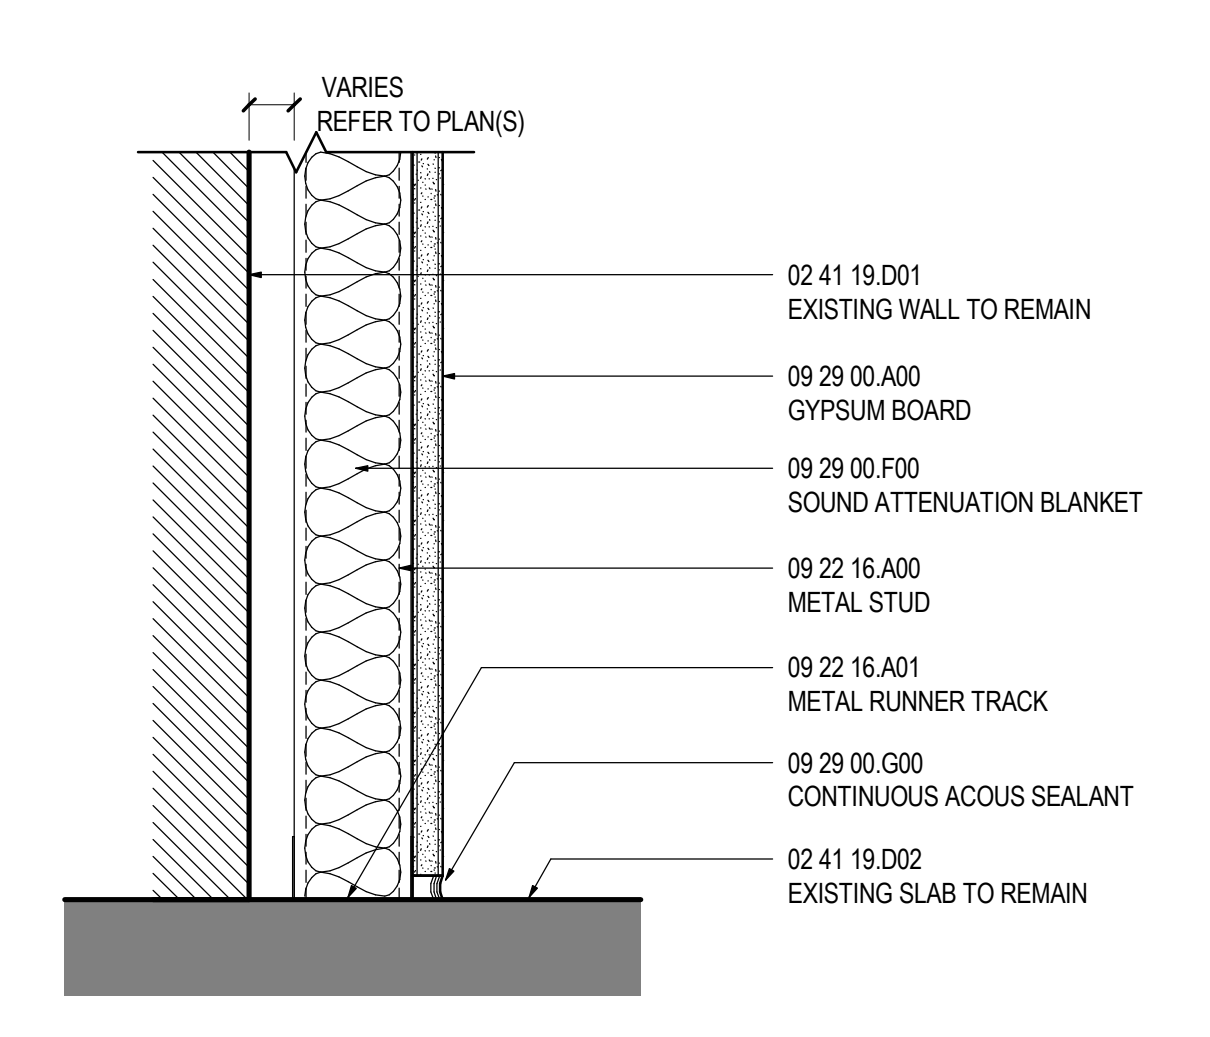 VARIES
REFER TO PLAN(S)
02 41 19.D01
EXISTING WALL TO REMAIN
09 29 00.A00
GYPSUM BOARD
09 29 00.F00
SOUND ATTENUATION BLANKET
09 22 16.A00
METAL STUD
09 22 16.A01
METAL RUNNER TRACK
09 29 00.G00
CONTINUOUS ACOUS SEALANT
02 41 19.D02
EXISTING SLAB TO REMAIN